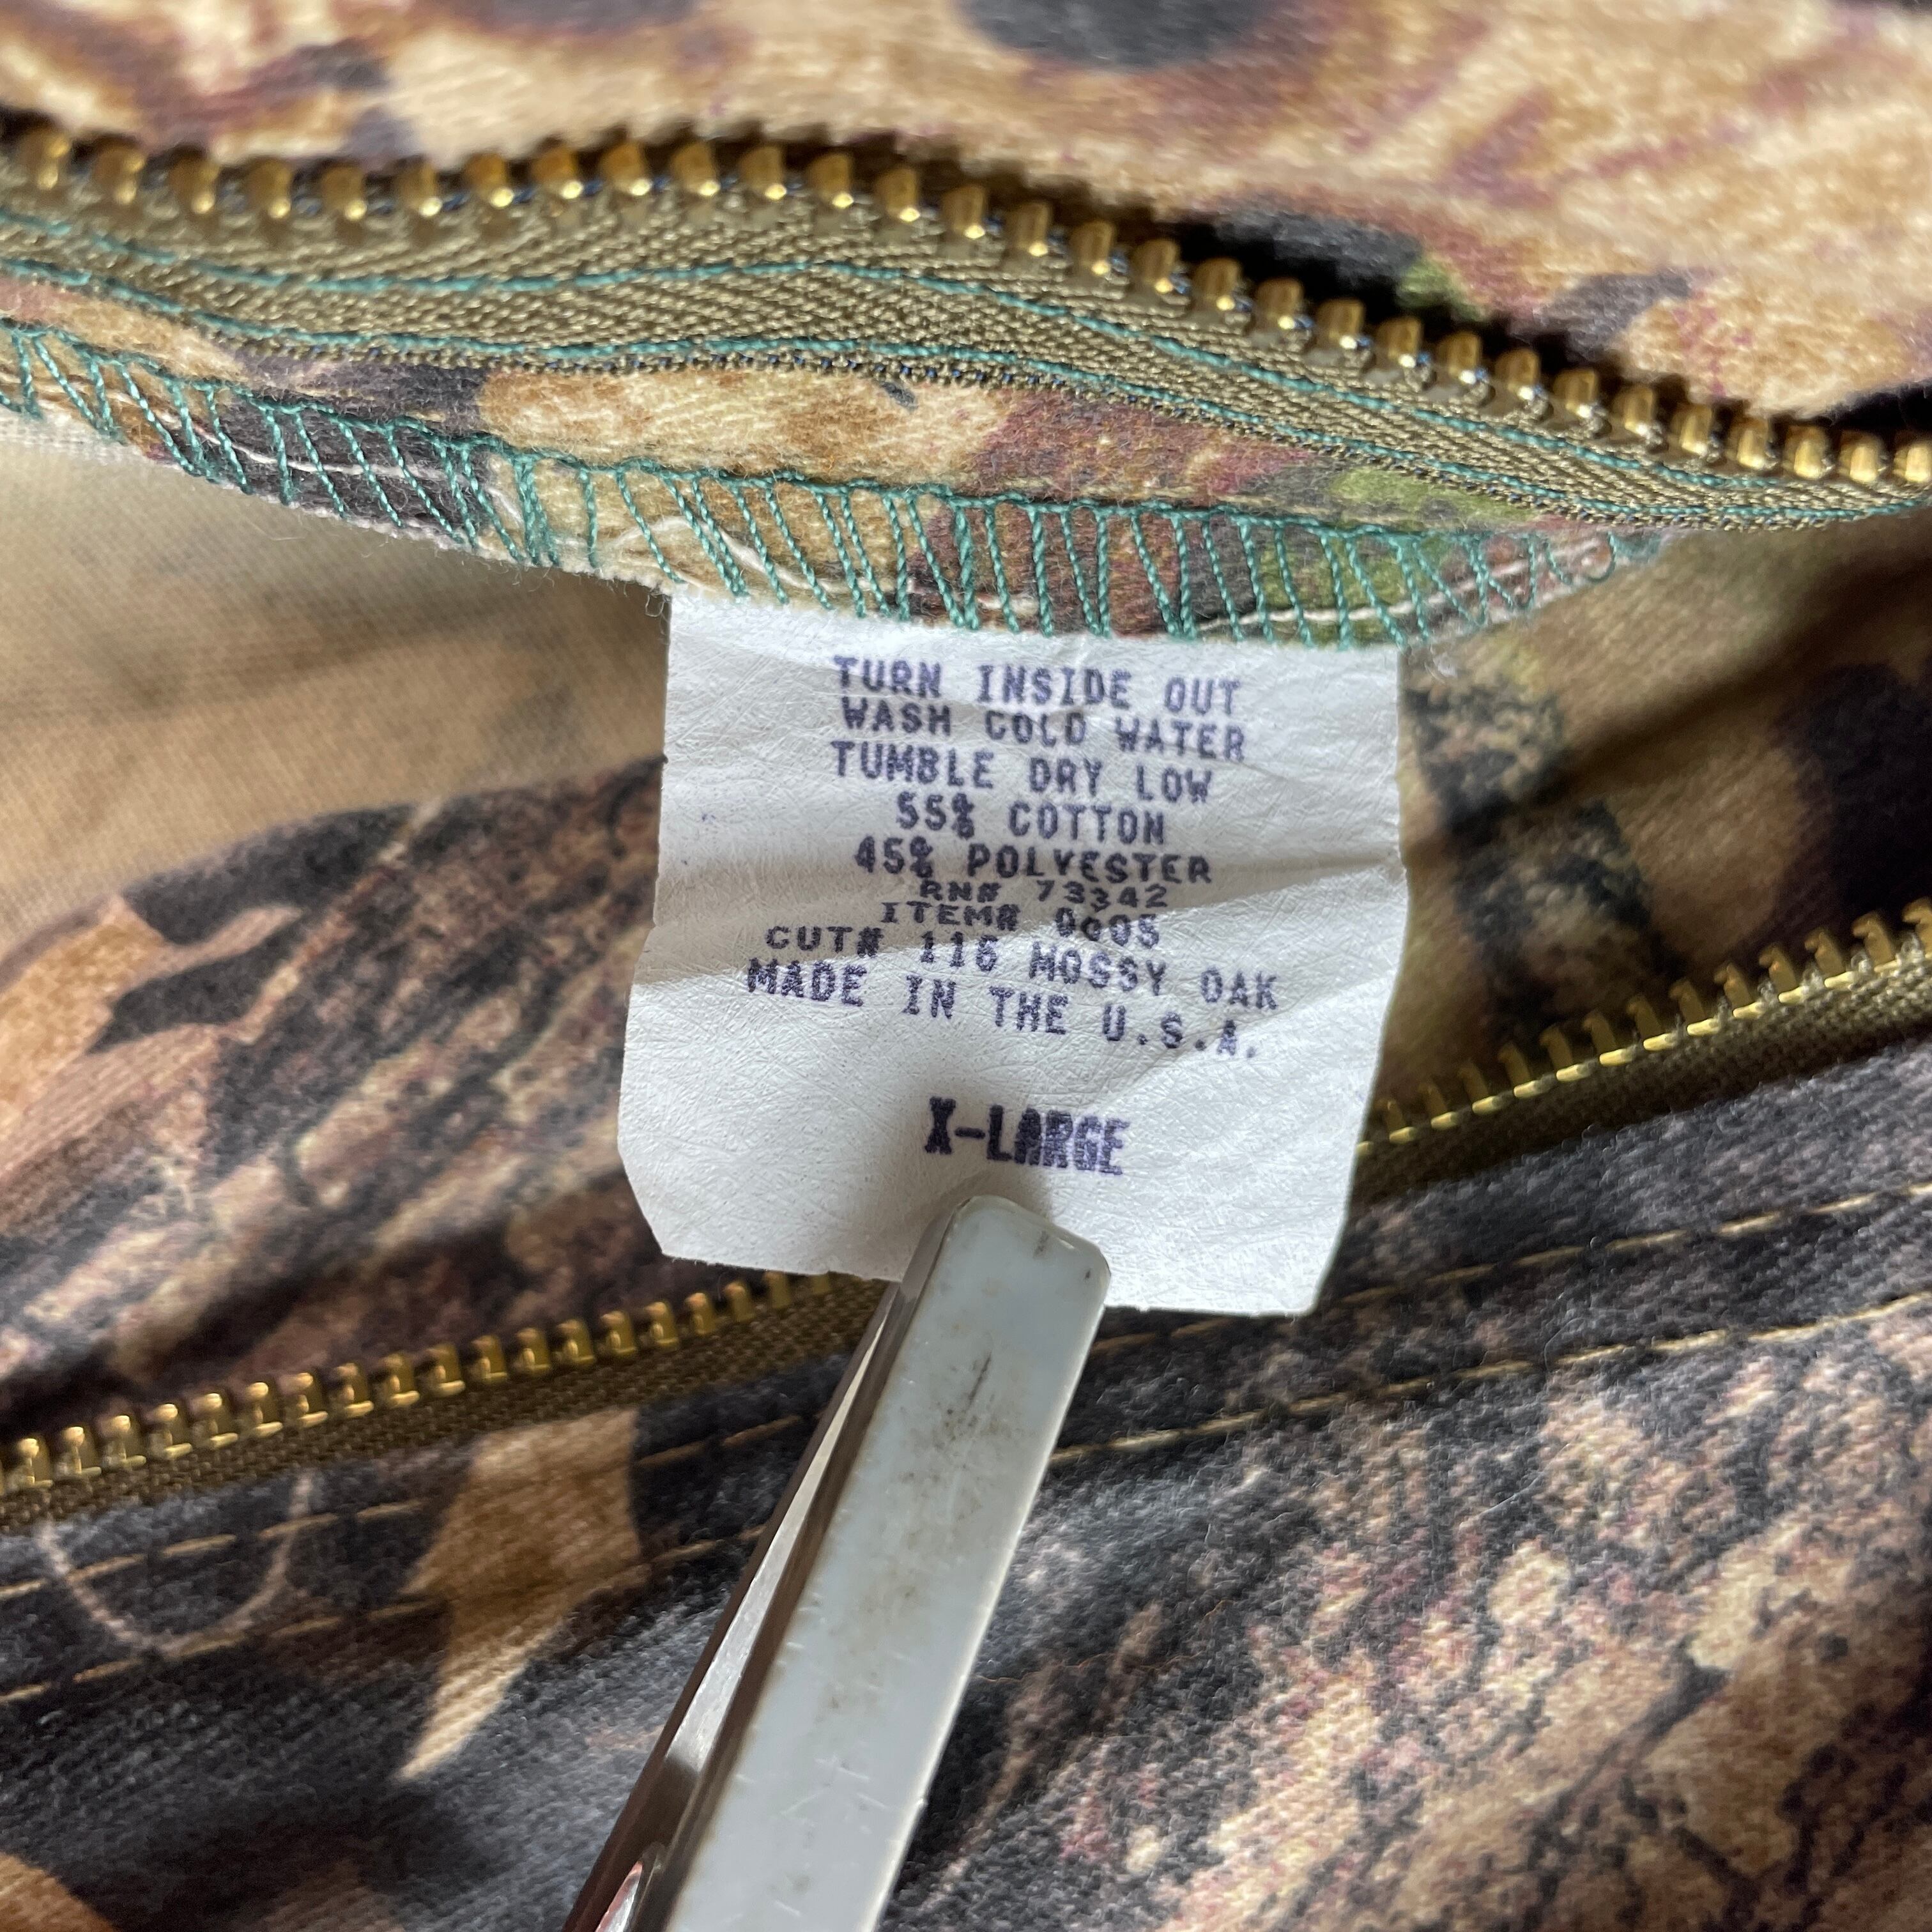 TURN INSIDE OUT
WASH COLD WATER
TUMBLE DRY LOW
55% COTTON
45% POLYESTER
RN# 73342
ITEM# 0005
CUT# 116 MOSSY OAK
MADE IN THE U.S.A.
X-LARGE